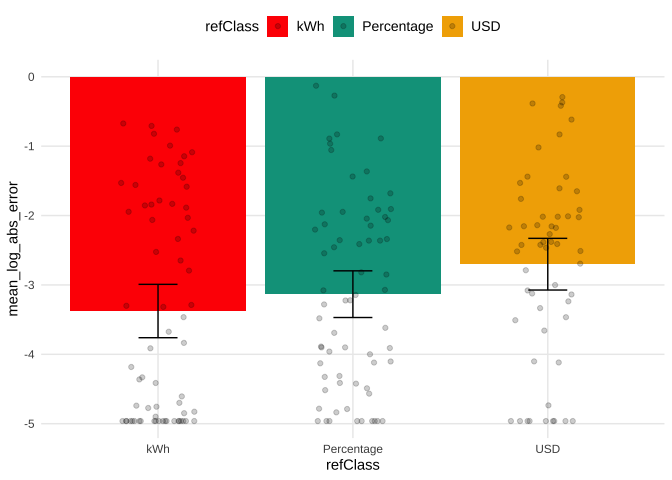 refClass kWh Percentage USD
0
-1
-2
-3
-4
-5
mean_log_abs_error
kWh Percentage USD
refClass